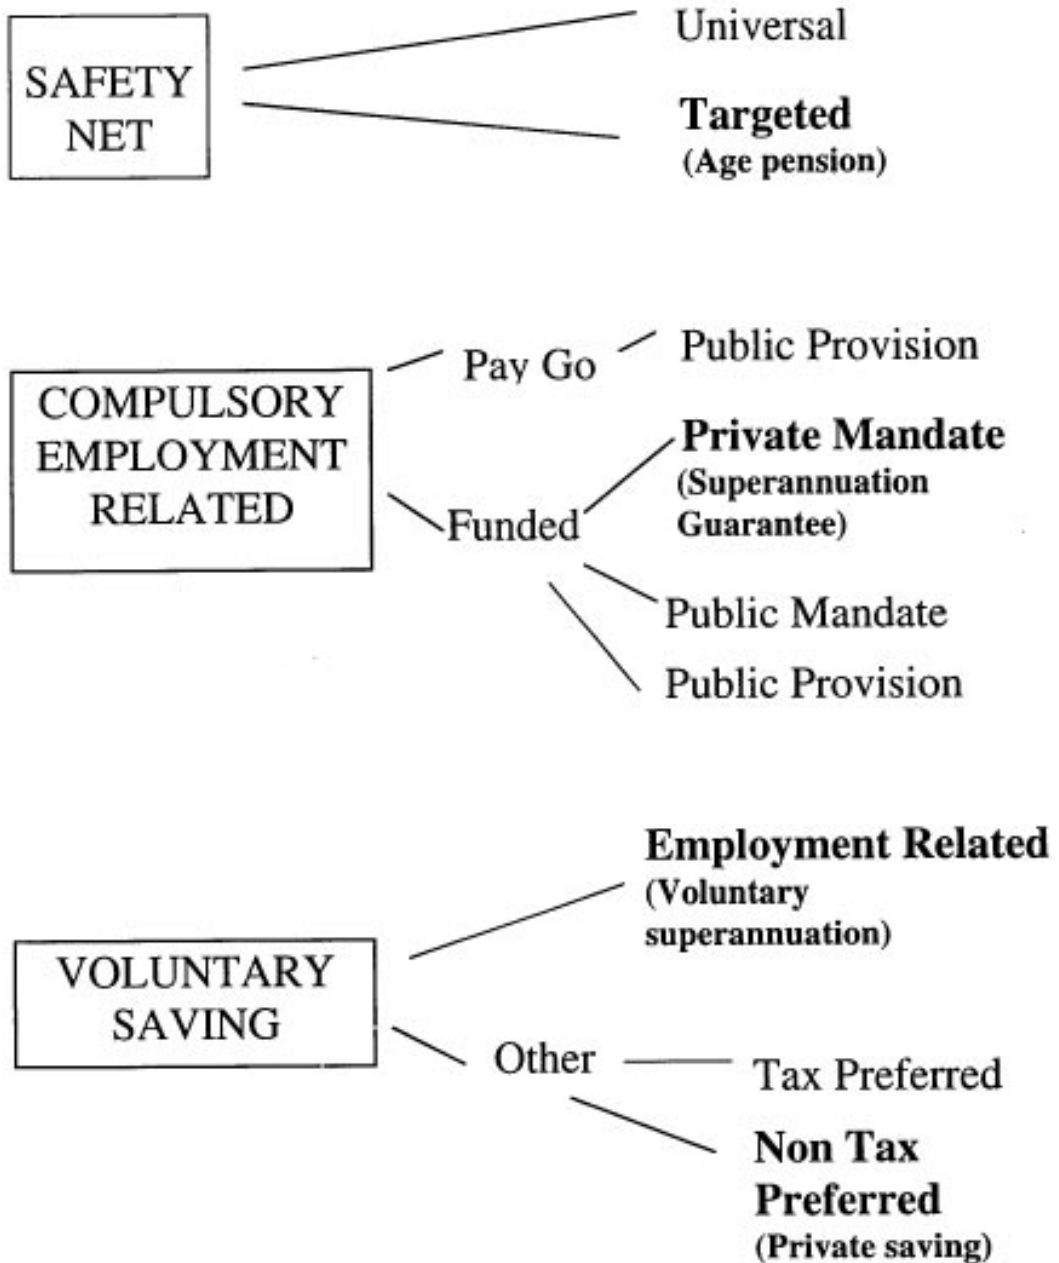 Universal
SAFETY
NET
Targeted
(Age pension)
Pay Go
Public Provision
COMPULSORY
EMPLOYMENT
RELATED
Private Mandate
(Superannuation
Guarantee)
Funded
Public Mandate
Public Provision
Employment Related
(Voluntary
superannuation)
VOLUNTARY
SAVING
Other
Tax Preferred
Non Tax
Preferred
(Private saving)